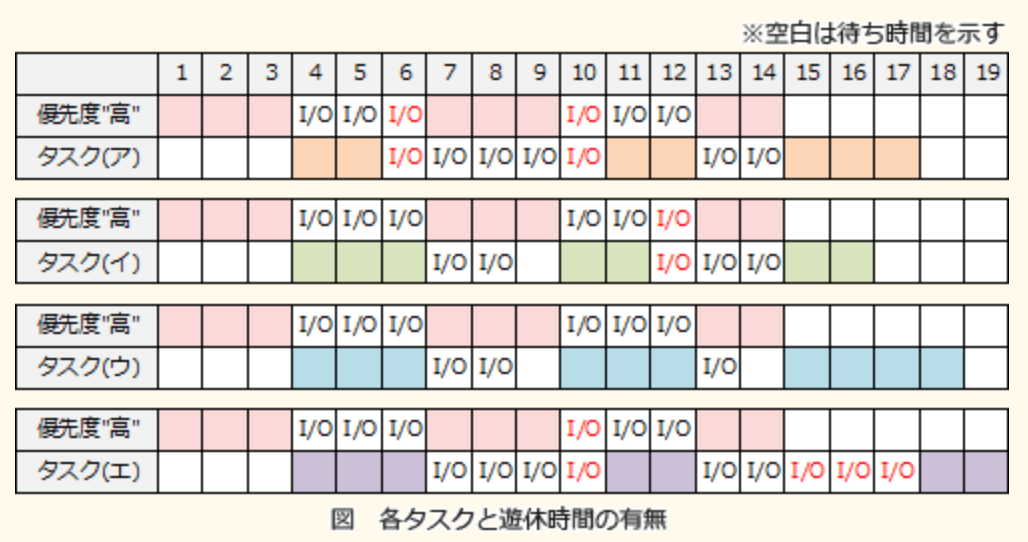 ※空白は待ち時間を示す
1 2 3 4 5 6 7 8 9 10 11 12 13 14 15 16 17 18 19
優先度"高" I/O I/O I/O I/O I/O I/O
タスク(ア) I/O I/O I/O I/O I/O I/O I/O
優先度"高" I/O I/O I/O I/O I/O I/O
タスク(イ) I/O I/O I/O I/O I/O
優先度"高" I/O I/O I/O I/O I/O I/O
タスク(ウ) I/O I/O I/O
優先度"高" I/O I/O I/O I/O I/O I/O
タスク(エ) I/O I/O I/O I/O I/O I/O I/O I/O I/O
図 各タスクと遊休時間の有無